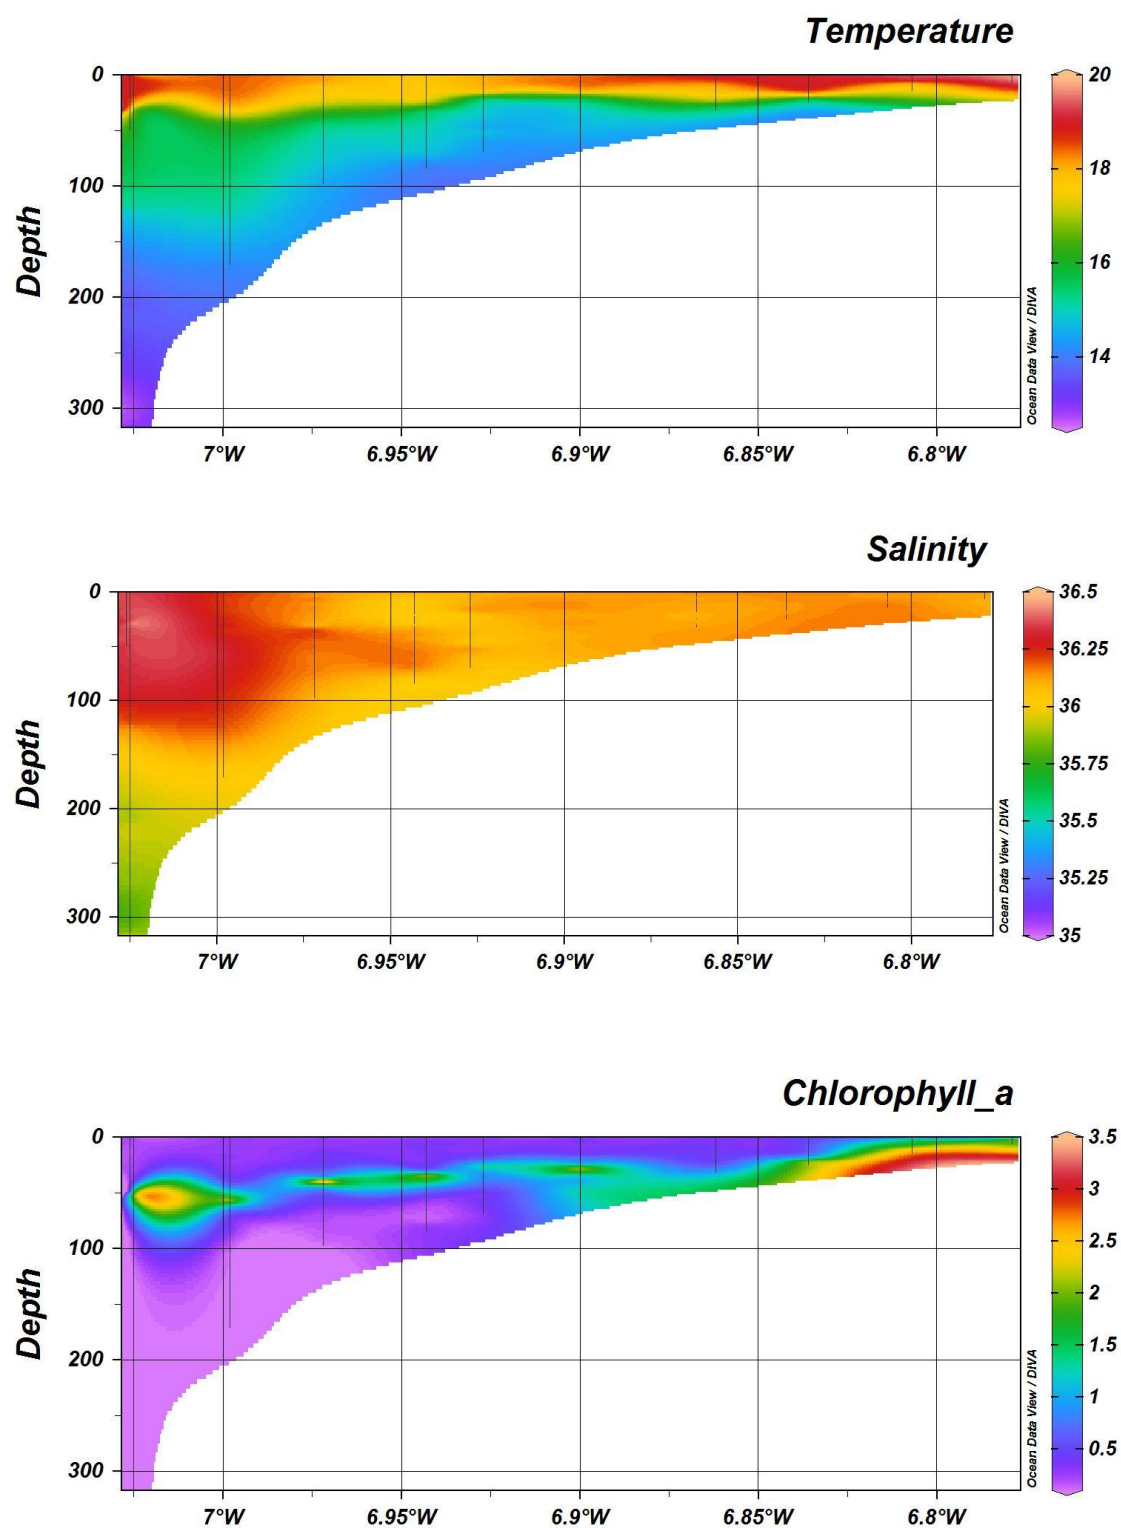 Temperature
0
100
200
300
Depth
7°W
6.95°W
6.9°W
6.85°W
6.8°W
Ocean Data View / DIVA
20
18
16
14
Salinity
0
100
200
300
Depth
7°W
6.95°W
6.9°W
6.85°W
6.8°W
Ocean Data View / DIVA
36.5
36.25
36
35.75
35.5
35.25
35
Chlorophyll_a
0
100
200
300
Depth
7°W
6.95°W
6.9°W
6.85°W
6.8°W
Ocean Data View / DIVA
3.5
3
2.5
2
1.5
1
0.5